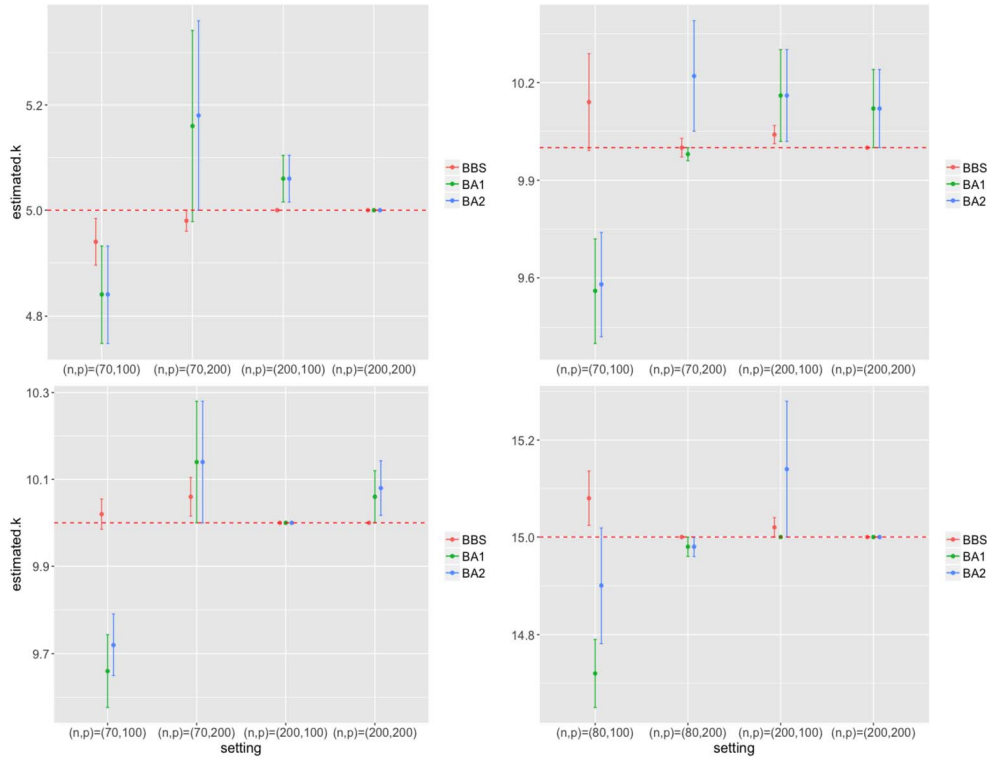 5.2
5.0
4.8
estimated.k
(n,p)=(70,100) (n,p)=(70,200) (n,p)=(200,100) (n,p)=(200,200)
BBS
BA1
BA2
10.2
9.9
9.6
(n,p)=(70,100) (n,p)=(70,200) (n,p)=(200,100) (n,p)=(200,200)
BBS
BA1
BA2
10.3
10.1
9.9
9.7
estimated.k
(n,p)=(70,100) (n,p)=(70,200) (n,p)=(200,100) (n,p)=(200,200)
setting
BBS
BA1
BA2
15.2
15.0
14.8
(n,p)=(80,100) (n,p)=(80,200) (n,p)=(200,100) (n,p)=(200,200)
setting
BBS
BA1
BA2